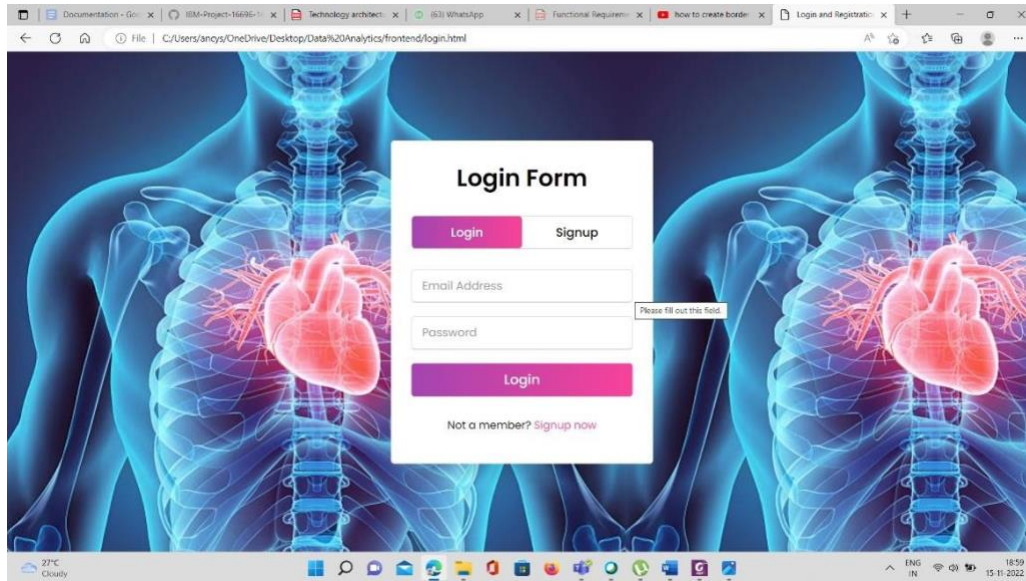 Documentation - Goo
IBM-Project-16696-1
Technology architectu
(63) WhatsApp
Functional Requirem
how to create border
Login and Registratio
File | C:/Users/ancys/OneDrive/Desktop/Data%20Analytics/frontend/login.html
Login Form
Login
Signup
Email Address
Please fill out this field.
Password
Login
Not a member? Signup now
27°C
Cloudy
ENG
IN
18:59
15-11-2022